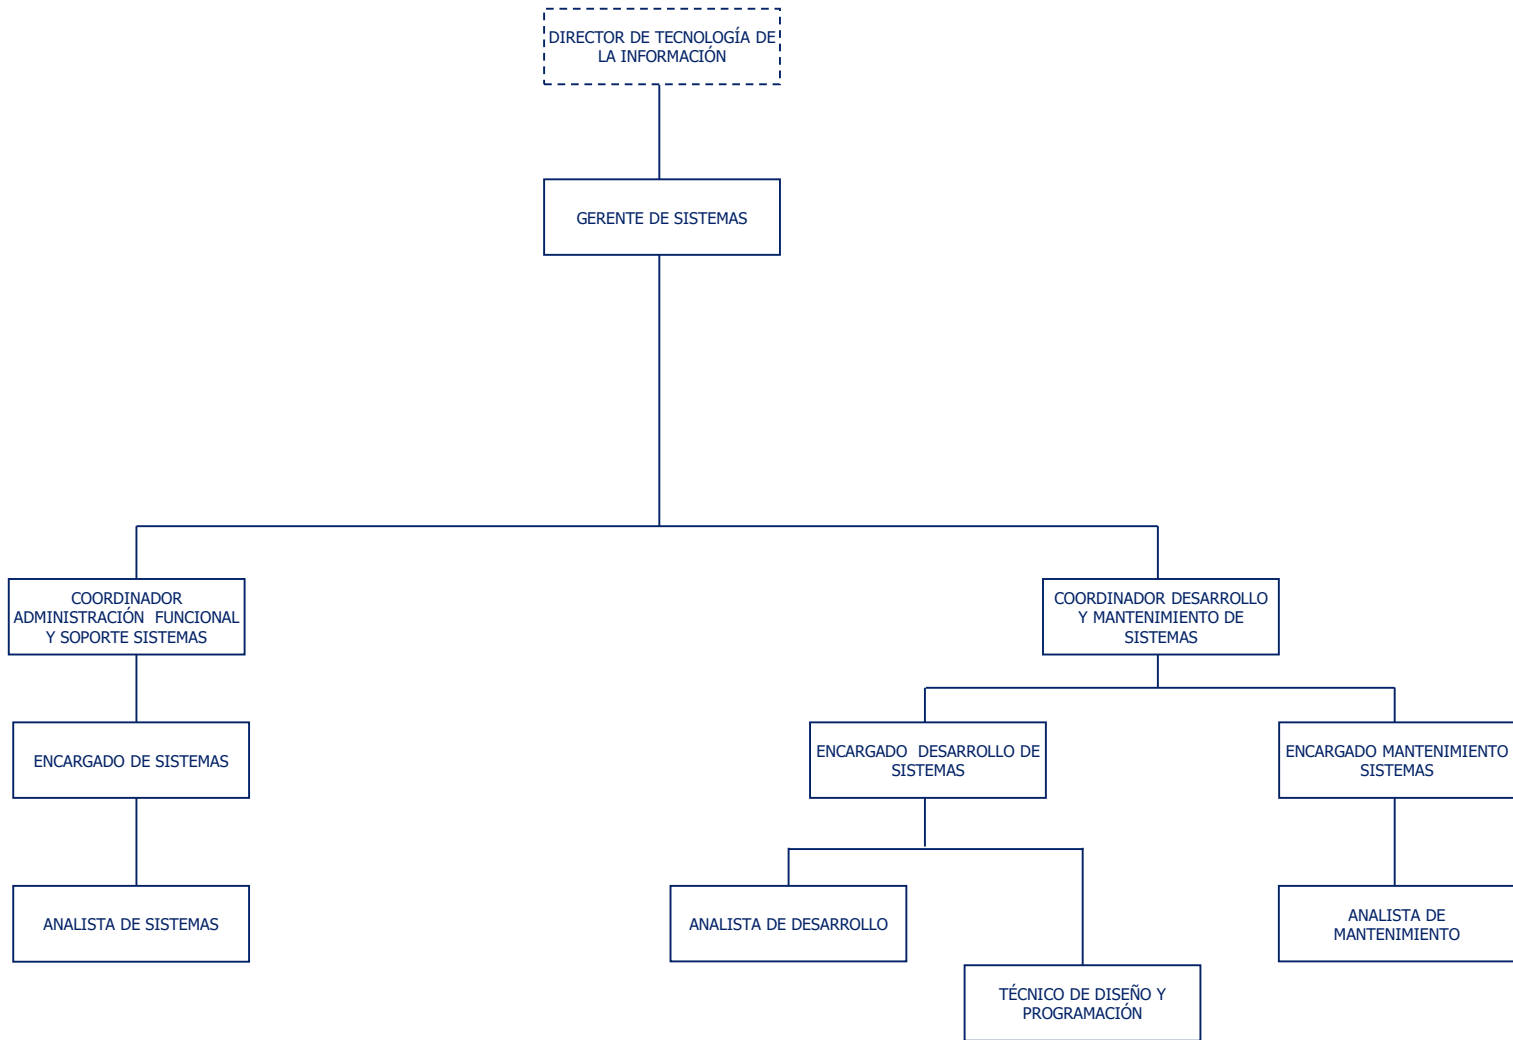 DIRECTOR DE TECNOLOGÍA DE
LA INFORMACIÓN
GERENTE DE SISTEMAS
COORDINADOR
ADMINISTRACIÓN  FUNCIONAL
Y SOPORTE SISTEMAS
COORDINADOR DESARROLLO
Y MANTENIMIENTO DE
SISTEMAS
ENCARGADO DE SISTEMAS
ENCARGADO  DESARROLLO DE
SISTEMAS
ENCARGADO MANTENIMIENTO
SISTEMAS
ANALISTA DE SISTEMAS
ANALISTA DE DESARROLLO
ANALISTA DE
MANTENIMIENTO
TÉCNICO DE DISEÑO Y
PROGRAMACIÓN